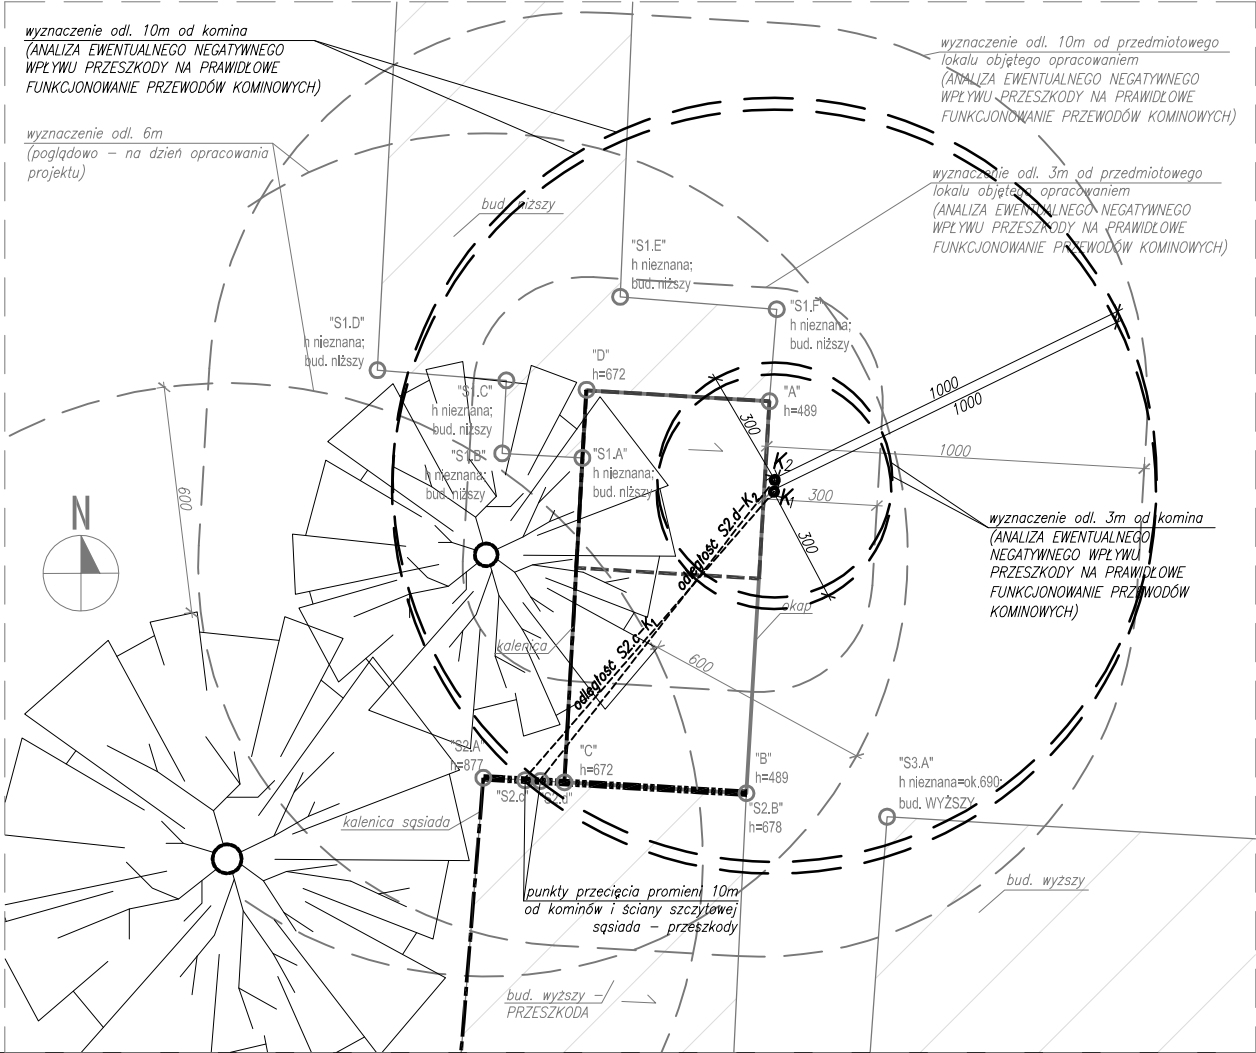 wyznaczenie odl. 10m od komina
(ANALIZA EWENTUALNEGO NEGATYWNEGO
WPŁYWU PRZESZKODY NA PRAWIDŁOWE
FUNKCJONOWANIE PRZEWODÓW KOMINOWYCH)
wyznaczenie odl. 10m od przedmiotowego
lokalu objętego opracowaniem
(ANALIZA EWENTUALNEGO NEGATYWNEGO
WPŁYWU PRZESZKODY NA PRAWIDŁOWE
FUNKCJONOWANIE PRZEWODÓW KOMINOWYCH)
wyznaczenie odl. 6m
(poglądowo – na dzień opracowania
projektu)
wyznaczenie odl. 3m od przedmiotowego
lokalu objętego opracowaniem
(ANALIZA EWENTUALNEGO NEGATYWNEGO
WPŁYWU PRZESZKODY NA PRAWIDŁOWE
FUNKCJONOWANIE PRZEWODÓW KOMINOWYCH)
bud. niższy
"S1.E"
h nieznana;
bud. niższy
"S1.F"
h nieznana;
bud. niższy
"S1.D"
h nieznana;
bud. niższy
"D"
h=672
"A"
h=489
"S1.C"
h nieznana;
bud. niższy
"S1.B"
h nieznana;
bud. niższy
"S1.A"
h nieznana;
bud. niższy
300
1000
1000
1000
K2
K1
300
300
600
N
odległość S2.d-K2
odległość S2.c-K1
wyznaczenie odl. 3m od komina
(ANALIZA EWENTUALNEGO
NEGATYWNEGO WPŁYWU
PRZESZKODY NA PRAWIDŁOWE
FUNKCJONOWANIE PRZEWODÓW
KOMINOWYCH)
okap
kalenica
600
"S2.A"
h=877
"C"
h=672
"B"
h=489
"S2.c"
"S2.d"
"S2.B"
h=678
"S3.A"
h nieznana=ok.690;
bud. WYŻSZY
kalenica sąsiada
punkty przecięcia promieni 10m
od kominów i ściany szczytowej
sąsiada – przeszkody
bud. wyższy
bud. wyższy –
PRZESZKODA